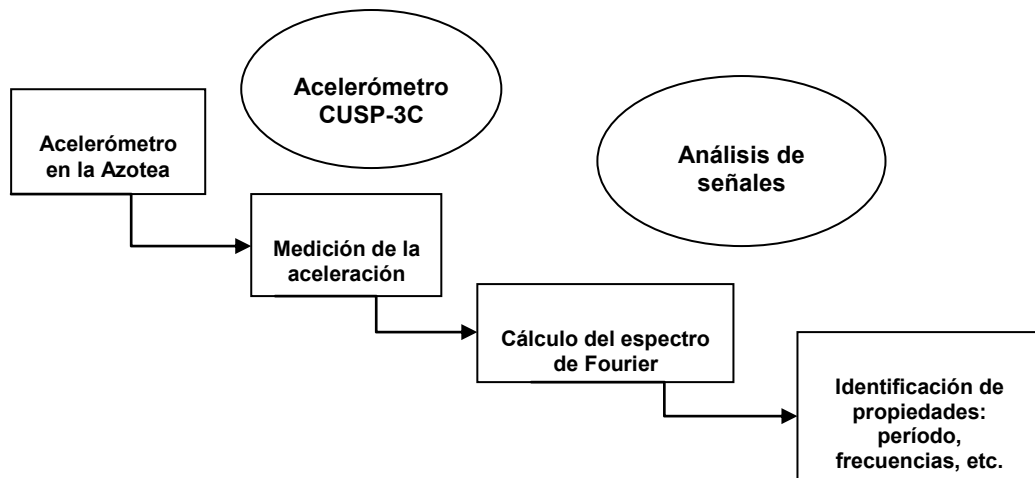 Acelerómetro
CUSP-3C
Acelerómetro
en la Azotea
Análisis de
señales
Medición de la
aceleración
Cálculo del espectro
de Fourier
Identificación de
propiedades:
período,
frecuencias, etc.